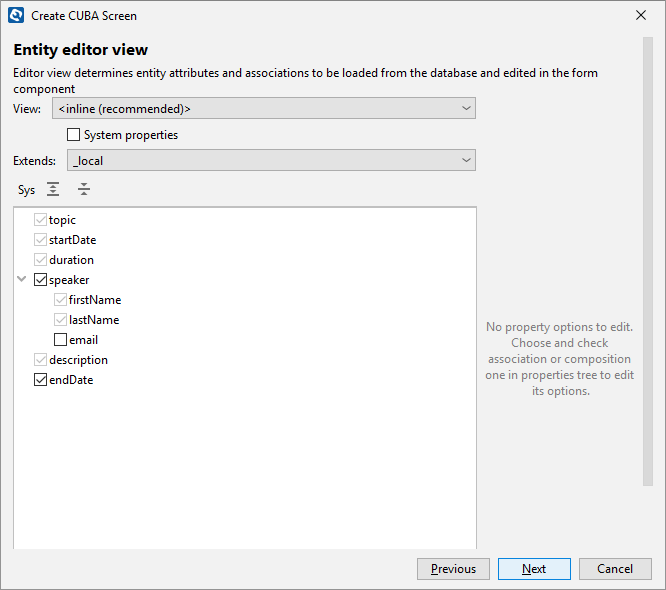 Create CUBA Screen
Entity editor view
Editor view determines entity attributes and associations to be loaded from the database and edited in the form
component
View: <inline (recommended)>
System properties
Extends: _local
Sys
topic
startDate
duration
speaker
firstName
lastName
email
description
endDate
No property options to edit.
Choose and check
association or composition
one in properties tree to edit
its options.
Previous Next Cancel